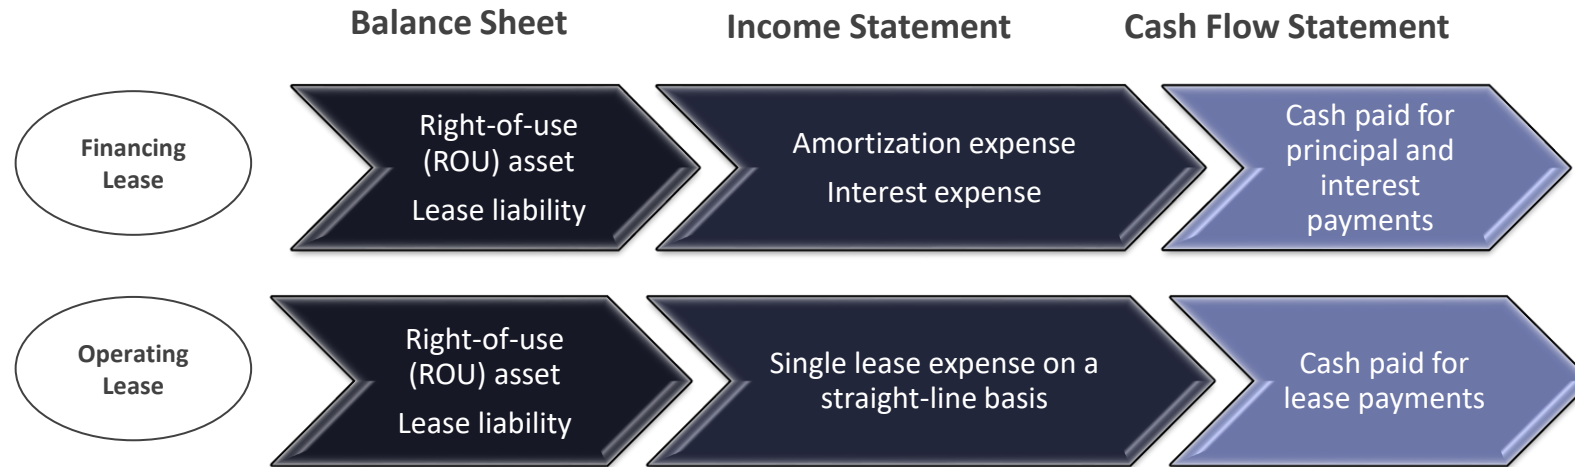 Balance Sheet
Income Statement
Cash Flow Statement
Financing
Lease
Right-of-use
(ROU) asset
Lease liability
Amortization expense
Interest expense
Cash paid for
principal and
interest
payments
Operating
Lease
Right-of-use
(ROU) asset
Lease liability
Single lease expense on a
straight-line basis
Cash paid for
lease payments